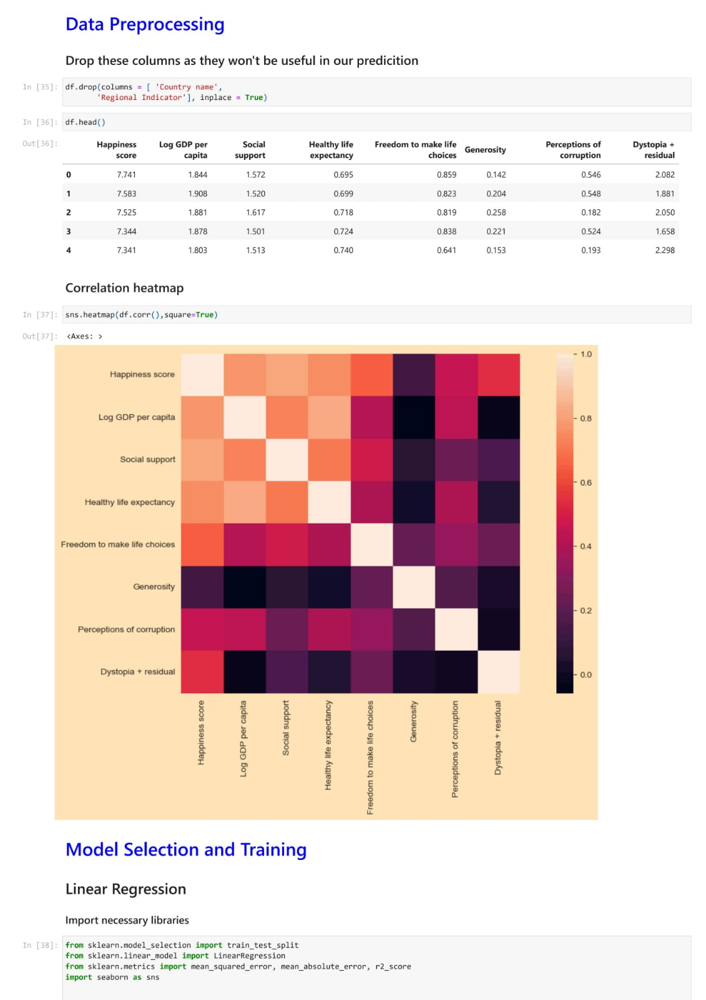 Data Preprocessing
Drop these columns as they won't be useful in our predicition
In [35]: df.drop(columns = [ 'Country name',
'Regional Indicator'], inplace = True)
In [36]: df.head()
Out[36]:
Happiness score Log GDP per capita Social support Healthy life expectancy Freedom to make life choices Generosity Perceptions of corruption Dystopia + residual
0 7.741 1.844 1.572 0.695 0.859 0.142 0.546 2.082
1 7.583 1.908 1.520 0.699 0.823 0.204 0.548 1.881
2 7.525 1.881 1.617 0.718 0.819 0.258 0.182 2.050
3 7.344 1.878 1.501 0.724 0.838 0.221 0.524 1.658
4 7.341 1.803 1.513 0.740 0.641 0.153 0.193 2.298
Correlation heatmap
In [37]: sns.heatmap(df.corr(),square=True)
Out[37]: <Axes: >
Happiness score
Log GDP per capita
Social support
Healthy life expectancy
Freedom to make life choices
Generosity
Perceptions of corruption
Dystopia + residual
1.0
0.8
0.6
0.4
0.2
0.0
Happiness score
Log GDP per capita
Social support
Healthy life expectancy
Freedom to make life choices
Generosity
Perceptions of corruption
Dystopia + residual
Model Selection and Training
Linear Regression
Import necessary libraries
In [38]: from sklearn.model_selection import train_test_split
from sklearn.linear_model import LinearRegression
from sklearn.metrics import mean_squared_error, mean_absolute_error, r2_score
import seaborn as sns